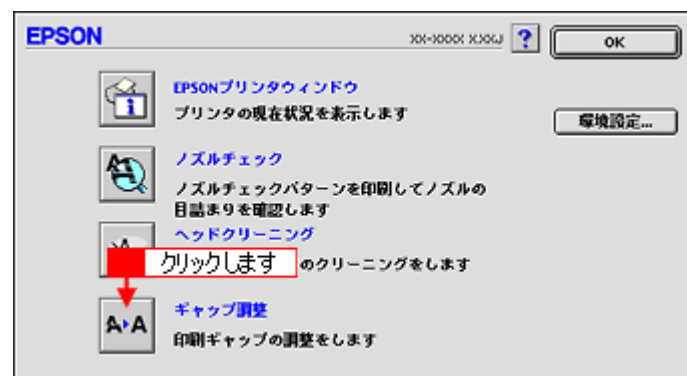 EPSON
XX-XXXX X.XXJ ? OK
EPSONプリンタウィンドウ
プリンタの現在状況を表示します
環境設定...
ノズルチェック
ノズルチェックパターンを印刷してノズルの
目詰まりを確認します
ヘッドクリーニング
クリックします のクリーニングをします
ギャップ調整
A▸A
印刷ギャップの調整をします